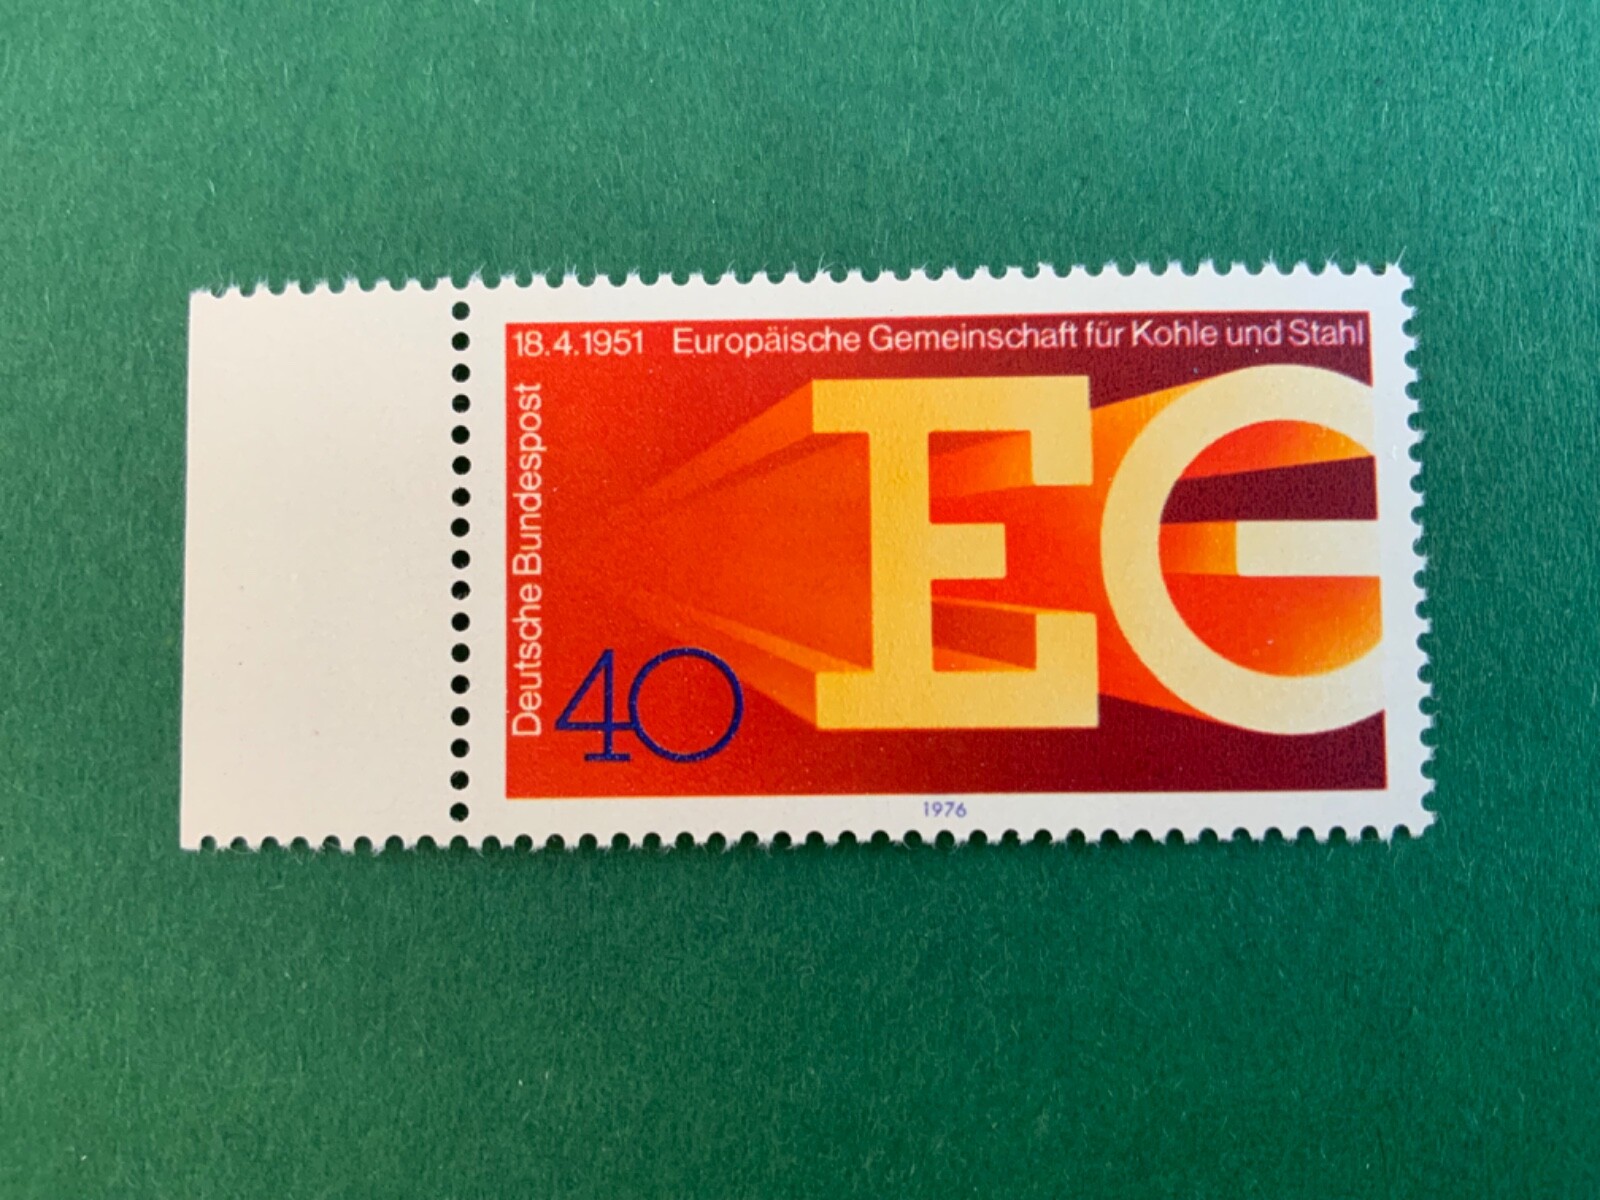 18.4.1951 Europäische Gemeinschaft für Kohle und Stahl
Deutsche Bundespost
EG
40
1976